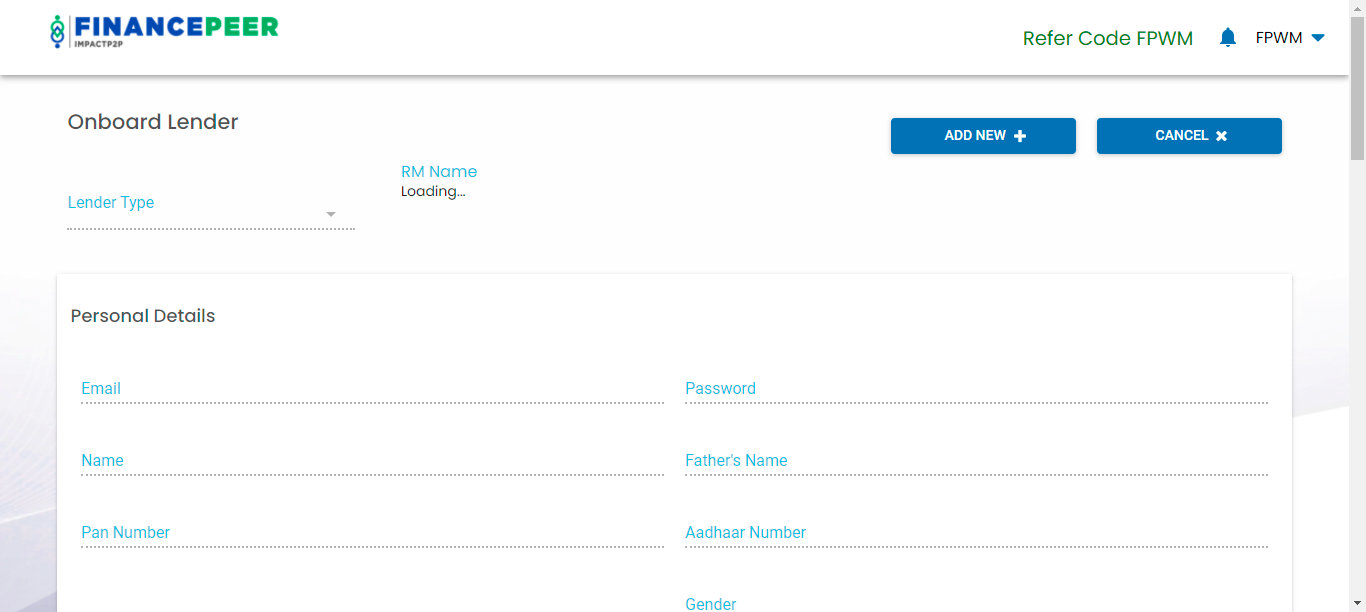 FINANCEPEER
IMPACTP2P
Refer Code FPWM
FPWM
Onboard Lender
ADD NEW
CANCEL
RM Name
Loading...
Lender Type
Personal Details
Email
Password
Name
Father's Name
Pan Number
Aadhaar Number
Gender